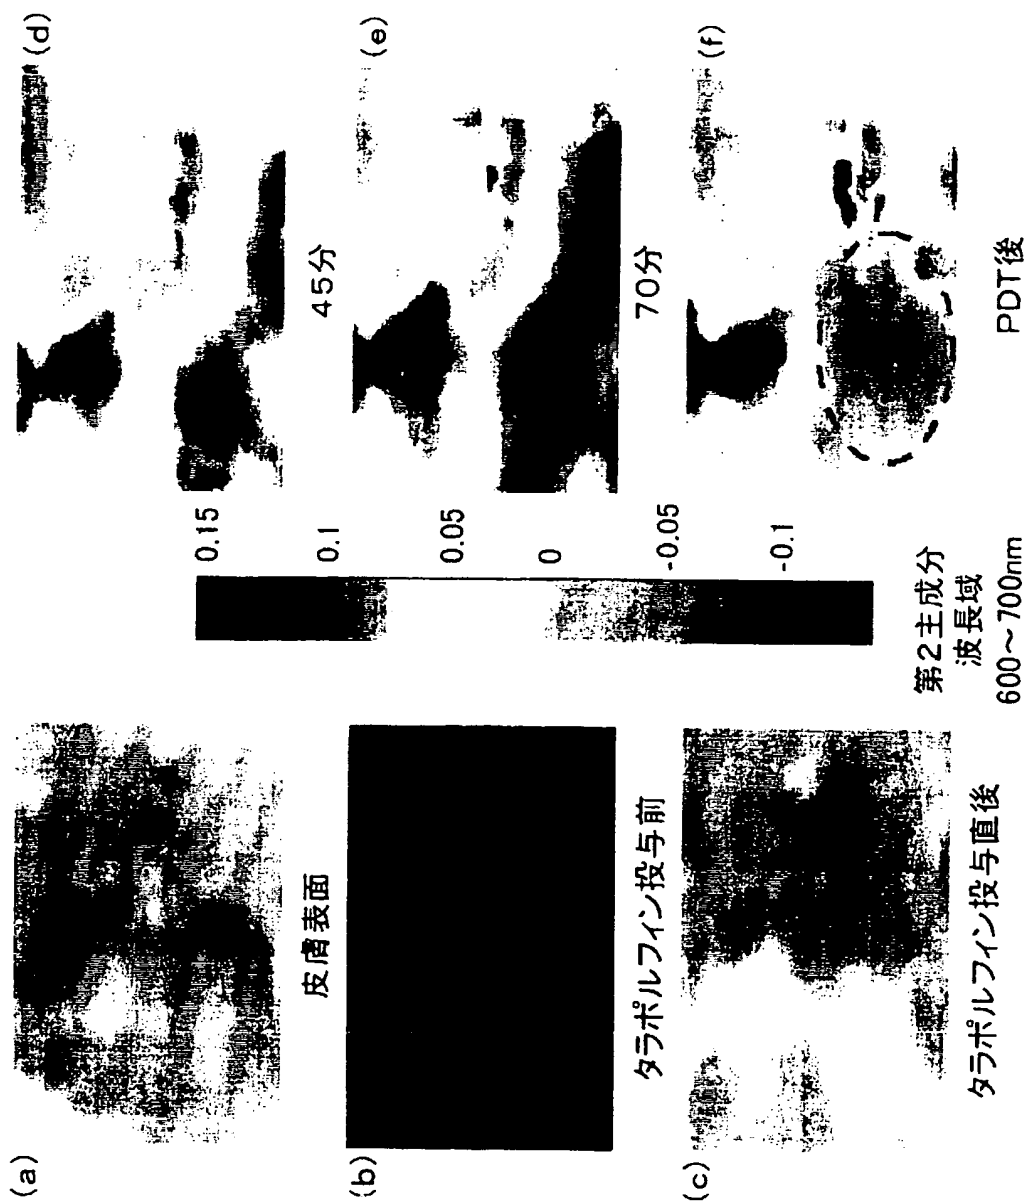 (a)
皮膚表面
(b)
タラポルフィン投与前
(c)
タラポルフィン投与直後
0.15
0.1
0.05
0
-0.05
-0.1
第2主成分
波長域
600～700nm
(d)
45分
(e)
70分
(f)
PDT後